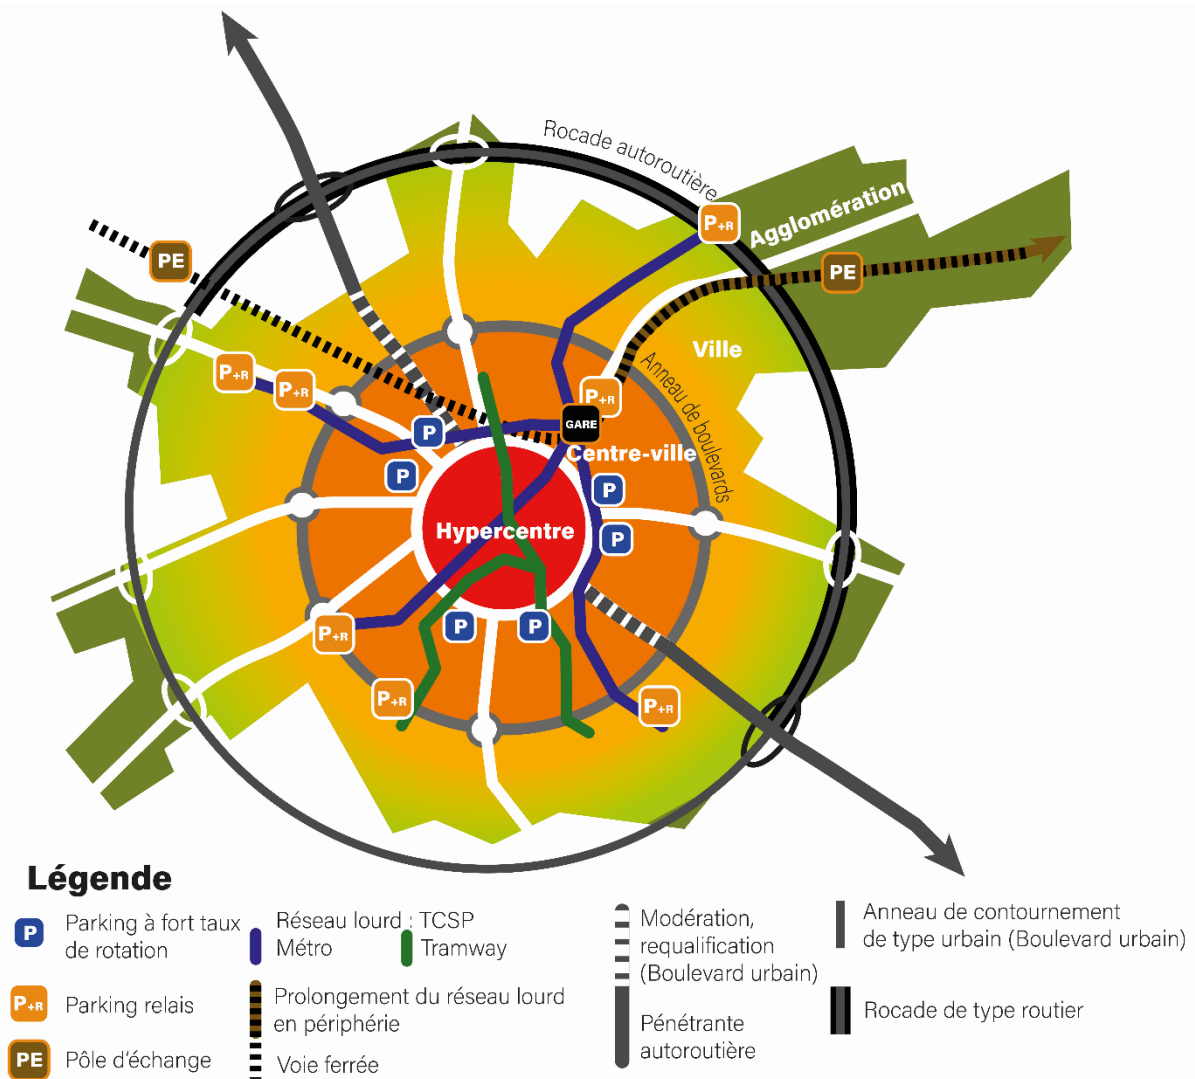 Rocade autoroutière
P+R
Agglomération
PE
PE
Ville
Anneau de boulevards
P+R
P+R
P+R
GARE
P
Centre-ville
P
P
Hypercentre
P
P+R
P
P
P+R
P+R
Légende
P
Parking à fort taux
de rotation
P+R
Parking relais
PE
Pôle d'échange
Réseau lourd : TCSP
Métro
Tramway
Prolongement du réseau lourd
en périphérie
Voie ferrée
Modération,
requalification
(Boulevard urbain)
Pénétrante
autoroutière
Anneau de contournement
de type urbain (Boulevard urbain)
Rocade de type routier